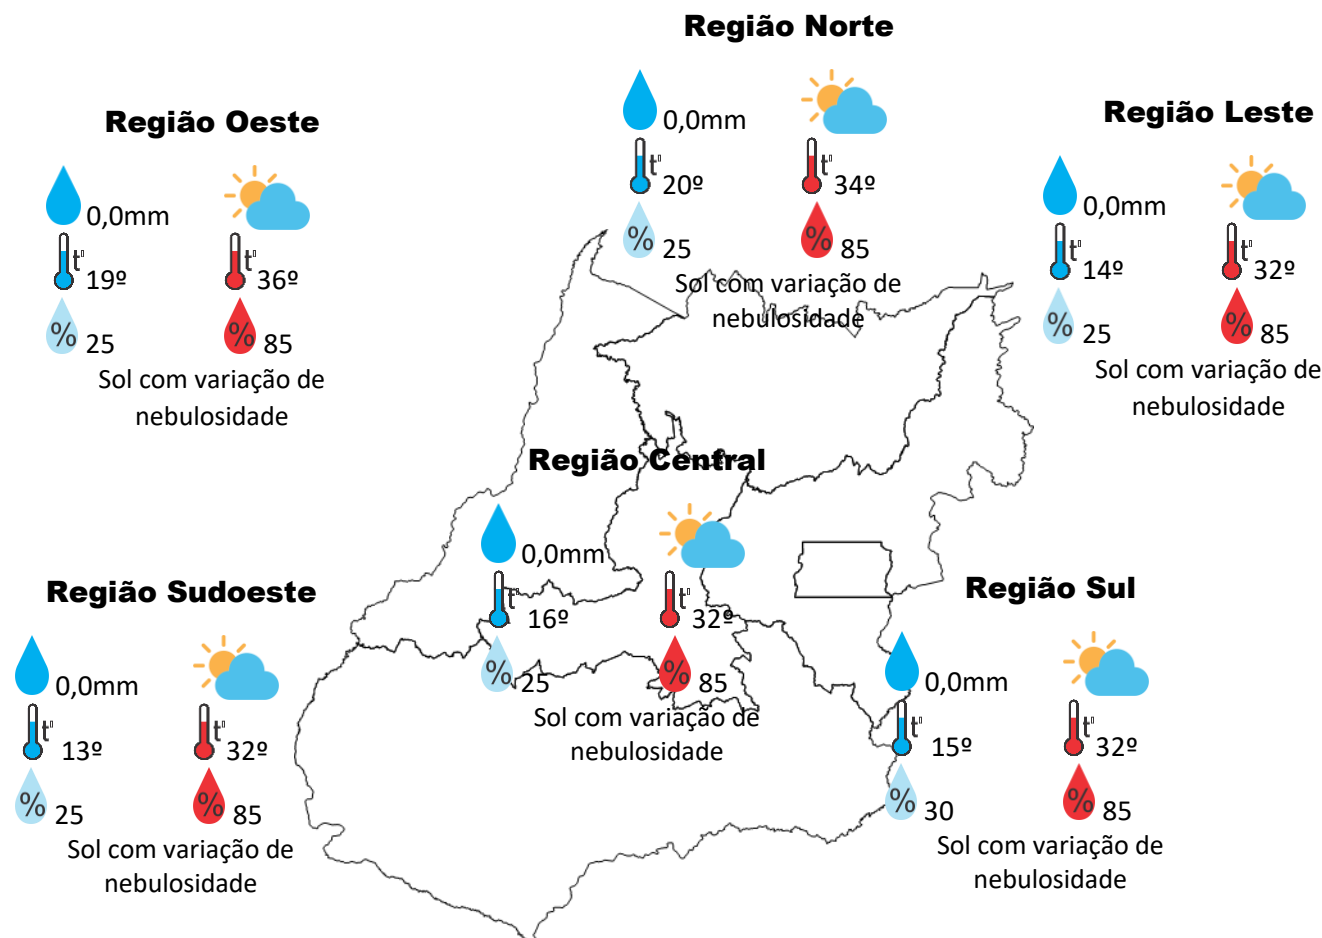 Região Norte
0,0mm
t°
20º
t°
34º
%
25
%
85
Sol com variação de
nebulosidade
Região Oeste
0,0mm
t°
19º
t°
36º
%
25
%
85
Sol com variação de
nebulosidade
Região Leste
0,0mm
t°
14º
t°
32º
%
25
%
85
Sol com variação de
nebulosidade
Região Central
0,0mm
t°
16º
t°
32º
%
25
%
85
Sol com variação de
nebulosidade
Região Sudoeste
0,0mm
t°
13º
t°
32º
%
25
%
85
Sol com variação de
nebulosidade
Região Sul
0,0mm
t°
15º
t°
32º
%
30
%
85
Sol com variação de
nebulosidade